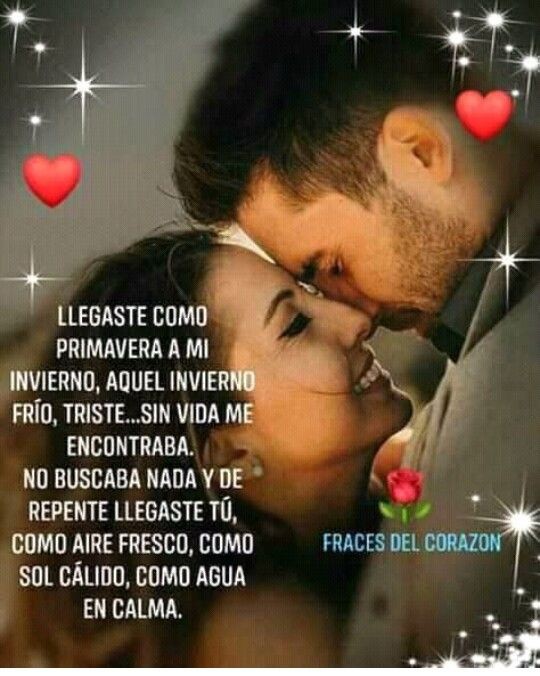 LLEGASTE COMO
PRIMAVERA A MI
INVIERNO, AQUEL INVIERNO
FRÍO, TRISTE...SIN VIDA ME
ENCONTRABA.
NO BUSCABA NADA Y DE
REPENTE LLEGASTE TÚ,
COMO AIRE FRESCO, COMO
SOL CÁLIDO, COMO AGUA
EN CALMA.
FRACES DEL CORAZON